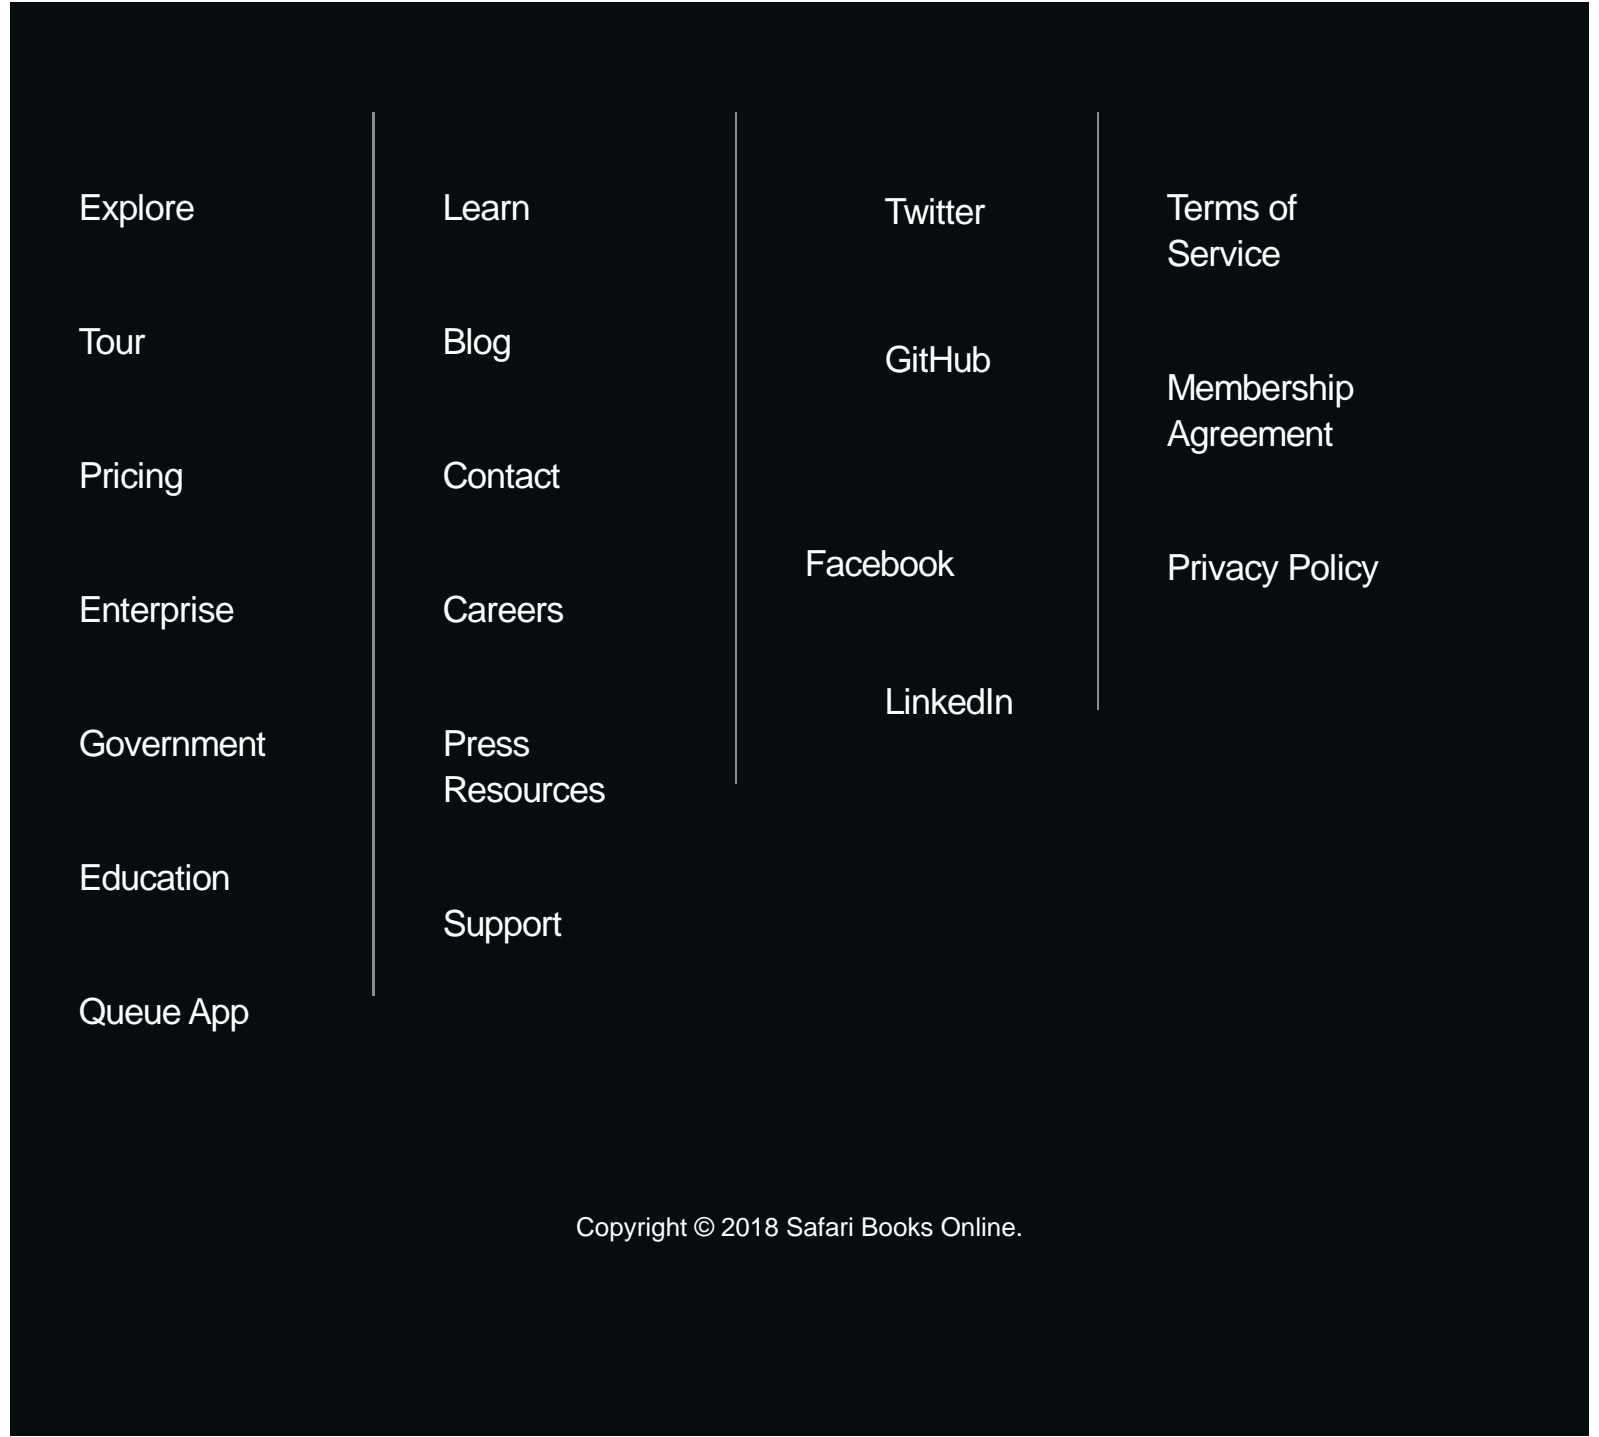 Explore
Tour
Pricing
Enterprise
Government
Education
Queue App
Learn
Blog
Contact
Careers
Press
Resources
Support
Twitter
GitHub
Facebook
LinkedIn
Terms of
Service
Membership
Agreement
Privacy Policy
Copyright © 2018 Safari Books Online.